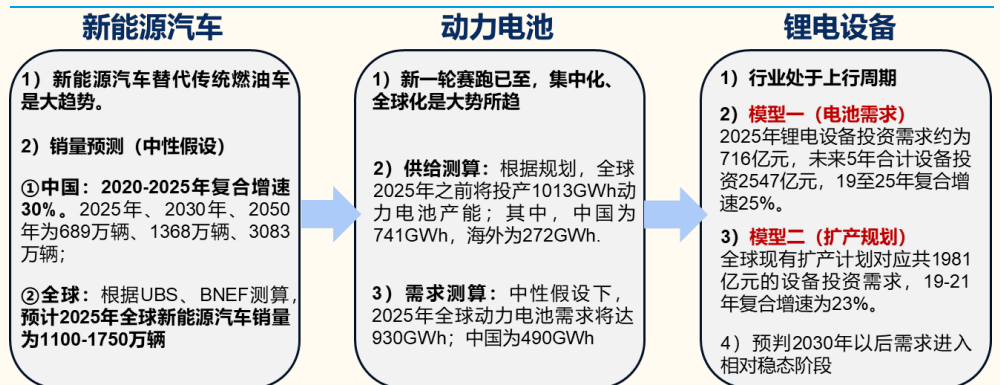 新能源汽车
1）新能源汽车替代传统燃油车
是大趋势。
2）销量预测（中性假设）
①中国：2020-2025年复合增速
30%。2025年、2030年、2050
年为689万辆、1368万辆、3083
万辆；
②全球：根据UBS、BNEF测算，
预计2025年全球新能源汽车销量
为1100-1750万辆
动力电池
1）新一轮赛跑已至，集中化、
全球化是大势所趋
2）供给测算：根据规划，全球
2025年之前将投产1013GWh动
力电池产能；其中，中国为
741GWh，海外为272GWh.
3）需求测算：中性假设下，
2025年全球动力电池需求将达
930GWh；中国为490GWh
锂电设备
1）行业处于上行周期
2）模型一（电池需求）
2025年锂电设备投资需求约为
716亿元，未来5年合计设备投
资2547亿元，19至25年复合增
速25%。
3）模型二（扩产规划）
全球现有扩产计划对应共1981
亿元的设备投资需求，19-21
年复合增速为23%。
4）预判2030年以后需求进入
相对稳态阶段